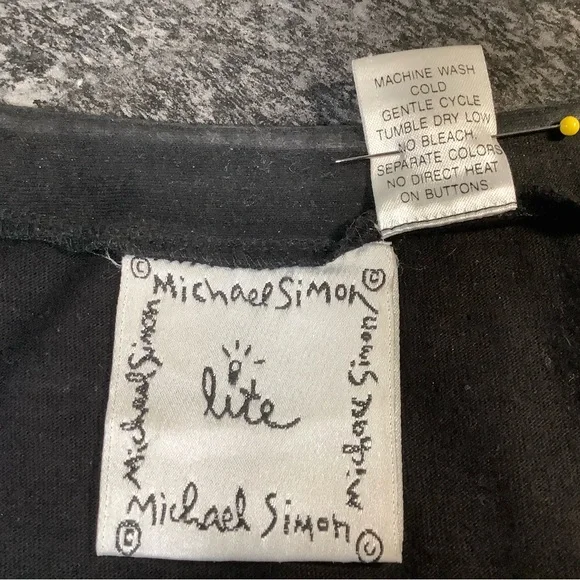 MACHINE WASH
COLD
GENTLE CYCLE
TUMBLE DRY LOW
NO BLEACH
SEPARATE COLORS
NO DIRECT HEAT
ON BUTTONS
© Michael Simon ©
Michael Simon
Michael Simon
lite
© Michael Simon ©